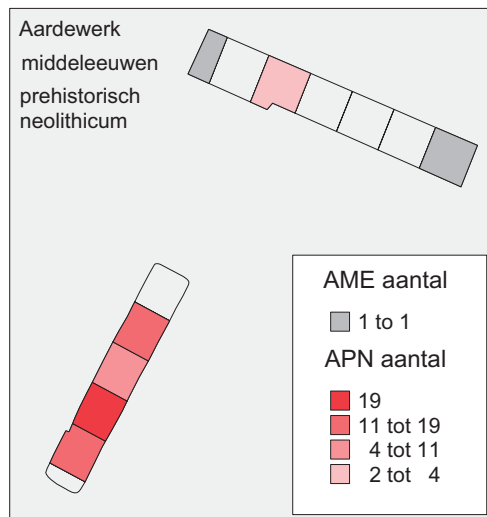 Aardewerk
middeleeuwen
prehistorisch
neolithicum
AME aantal
1 to 1
APN aantal
19
11 tot 19
4 tot 11
2 tot 4